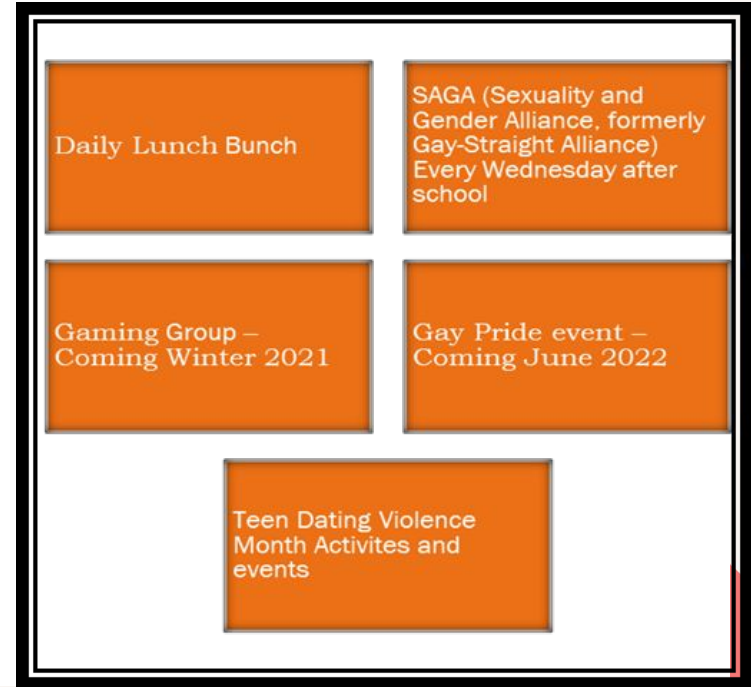 Daily Lunch Bunch
SAGA (Sexuality and
Gender Alliance, formerly
Gay-Straight Alliance)
Every Wednesday after
school
Gaming Group –
Coming Winter 2021
Gay Pride event –
Coming June 2022
Teen Dating Violence
Month Activites and
events